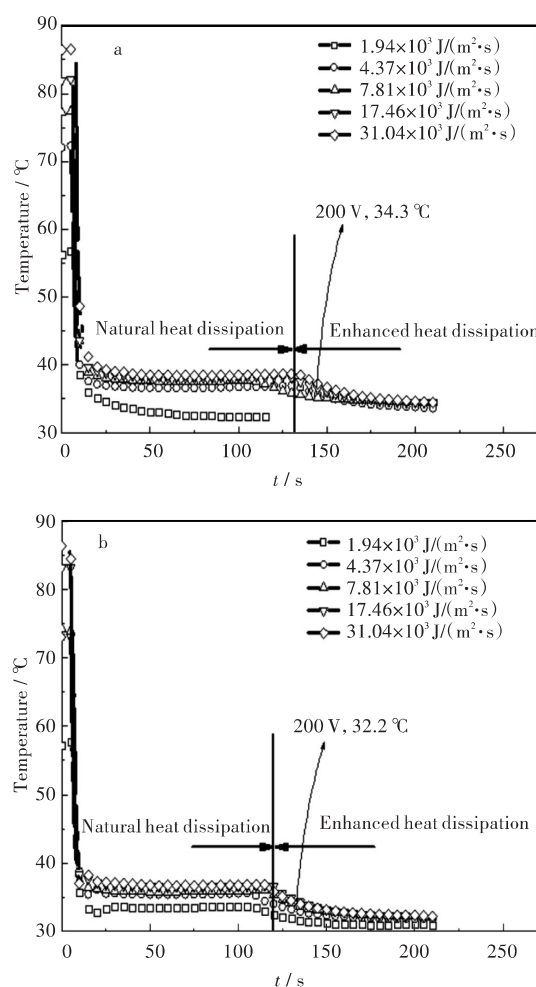 90
a
1.94×10³ J/(m²·s)
4.37×10³ J/(m²·s)
80
7.81×10³ J/(m²·s)
17.46×10³ J/(m²·s)
31.04×10³ J/(m²·s)
70
60
200 V, 34.3 ℃
Temperature / ℃
50
Natural heat dissipation
Enhanced heat dissipation
40
30
0
50
100
150
200
250
t / s
90
b
1.94×10³ J/(m²·s)
4.37×10³ J/(m²·s)
80
7.81×10³ J/(m²·s)
17.46×10³ J/(m²·s)
31.04×10³ J/(m²·s)
70
60
200 V, 32.2 ℃
Temperature / ℃
50
Natural heat dissipation
Enhanced heat dissipation
40
30
0
50
100
150
200
250
t / s